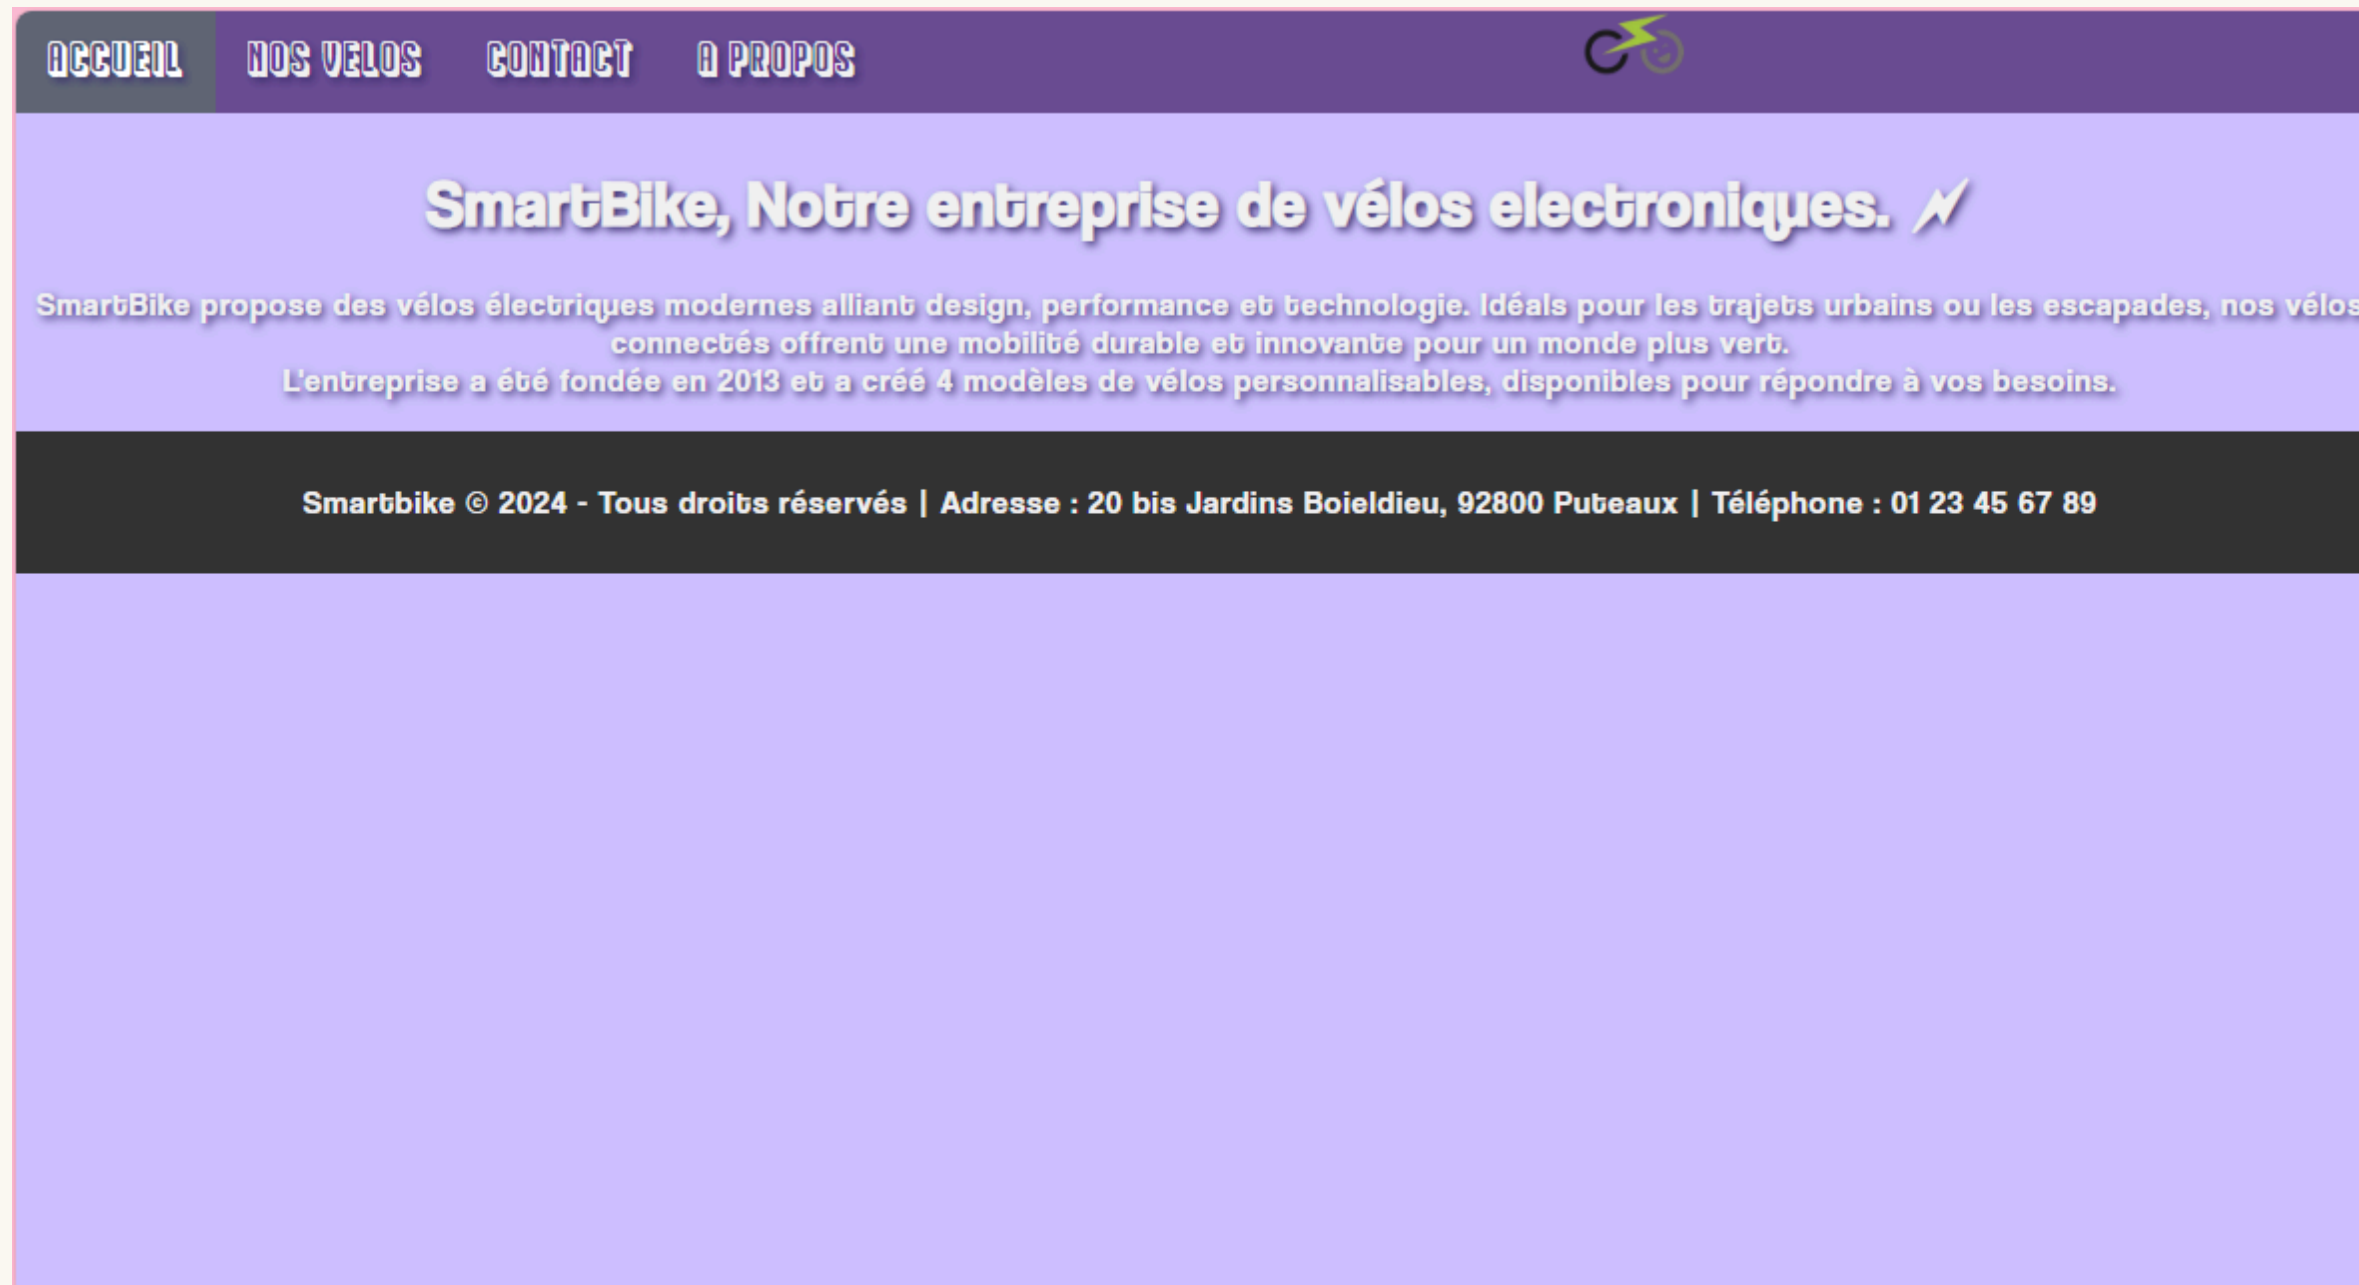 ACCUEIL NOS VELOS CONTACT A PROPOS
SmartBike, Notre entreprise de vélos electroniques.
SmartBike propose des vélos électriques modernes alliant design, performance et technologie. Idéals pour les trajets urbains ou les escapades, nos vélos
connectés offrent une mobilité durable et innovante pour un monde plus vert.
L'entreprise a été fondée en 2013 et a créé 4 modèles de vélos personnalisables, disponibles pour répondre à vos besoins.
Smartbike © 2024 - Tous droits réservés | Adresse : 20 bis Jardins Boieldieu, 92800 Puteaux | Téléphone : 01 23 45 67 89